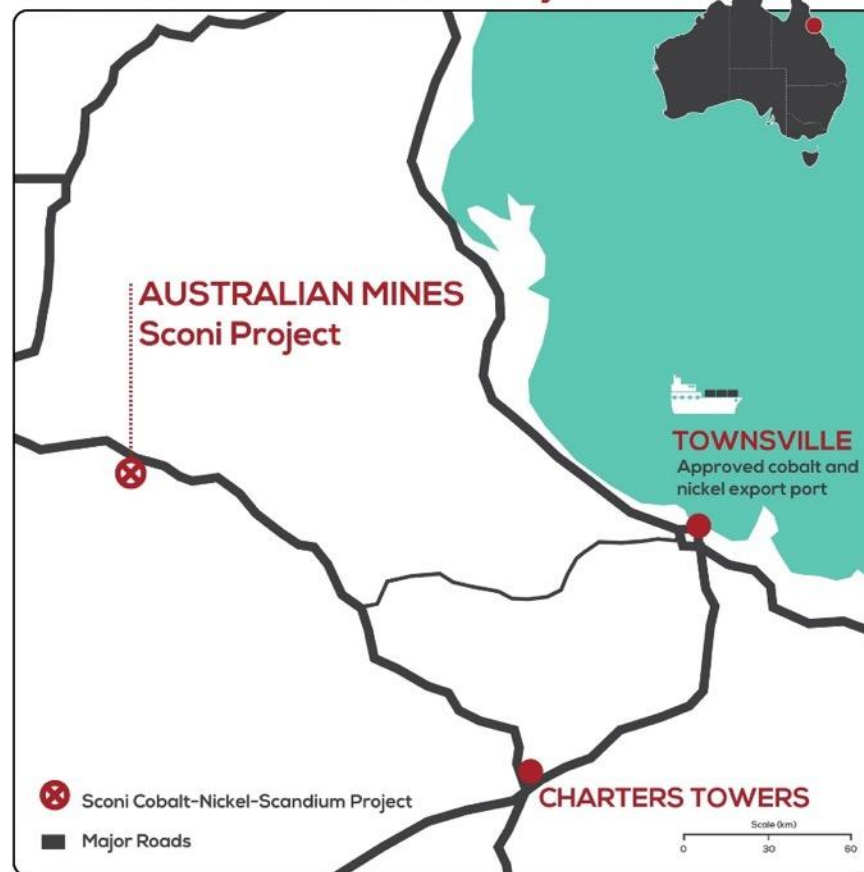 AUSTRALIAN MINES
Sconi Project
TOWNSVILLE
Approved cobalt and
nickel export port
CHARTERS TOWERS
Sconi Cobalt-Nickel-Scandium Project
Major Roads
Scale (km)
0 30 60